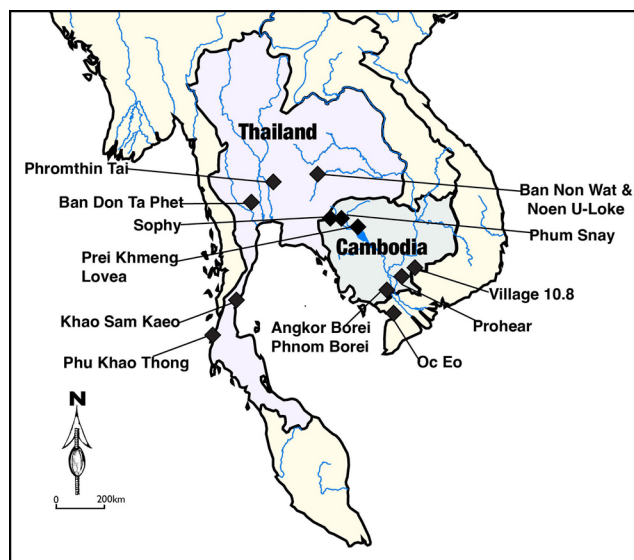 Thailand
Phromthin Tai
Ban Don Ta Phet
Sophy
Prei Khmeng
Lovea
Cambodia
Ban Non Wat &
Noen U-Loke
Phum Snay
Village 10.8
Prohear
Angkor Borei
Phnom Borei
Oc Eo
Khao Sam Kaeo
Phu Khao Thong
N
0 200km